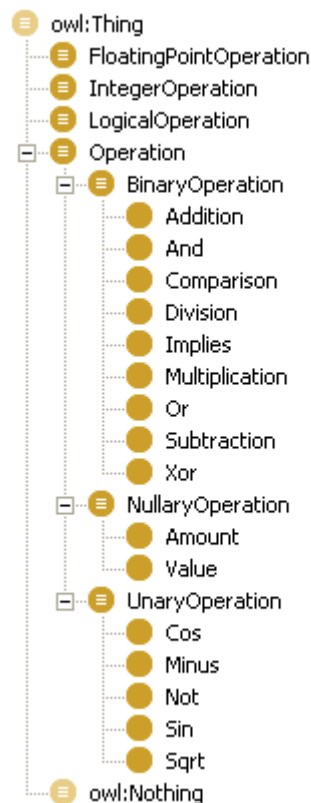 owl:Thing
FloatingPointOperation
IntegerOperation
LogicalOperation
Operation
BinaryOperation
Addition
And
Comparison
Division
Implies
Multiplication
Or
Subtraction
Xor
NullaryOperation
Amount
Value
UnaryOperation
Cos
Minus
Not
Sin
Sqrt
owl:Nothing